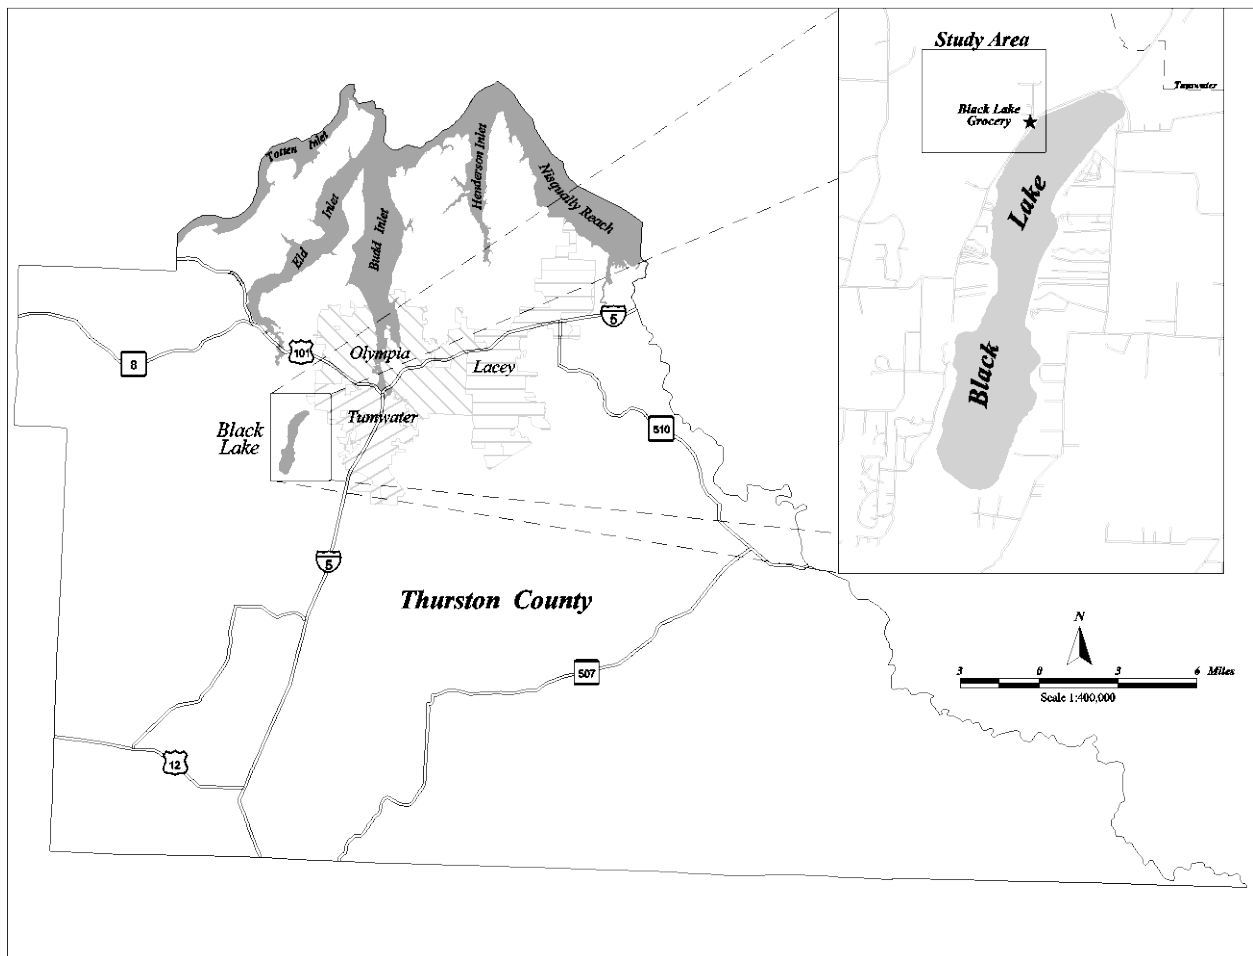 Study Area
Tumwater
Black Lake
Grocery
Lake
Black
Totten Inlet
Eld Inlet
Budd Inlet
Henderson Inlet
Nisqually Reach
5
101
8
Olympia
Lacey
Tumwater
Black
Lake
510
5
Thurston County
N
3 0 3 6 Miles
Scale 1:400,000
507
12